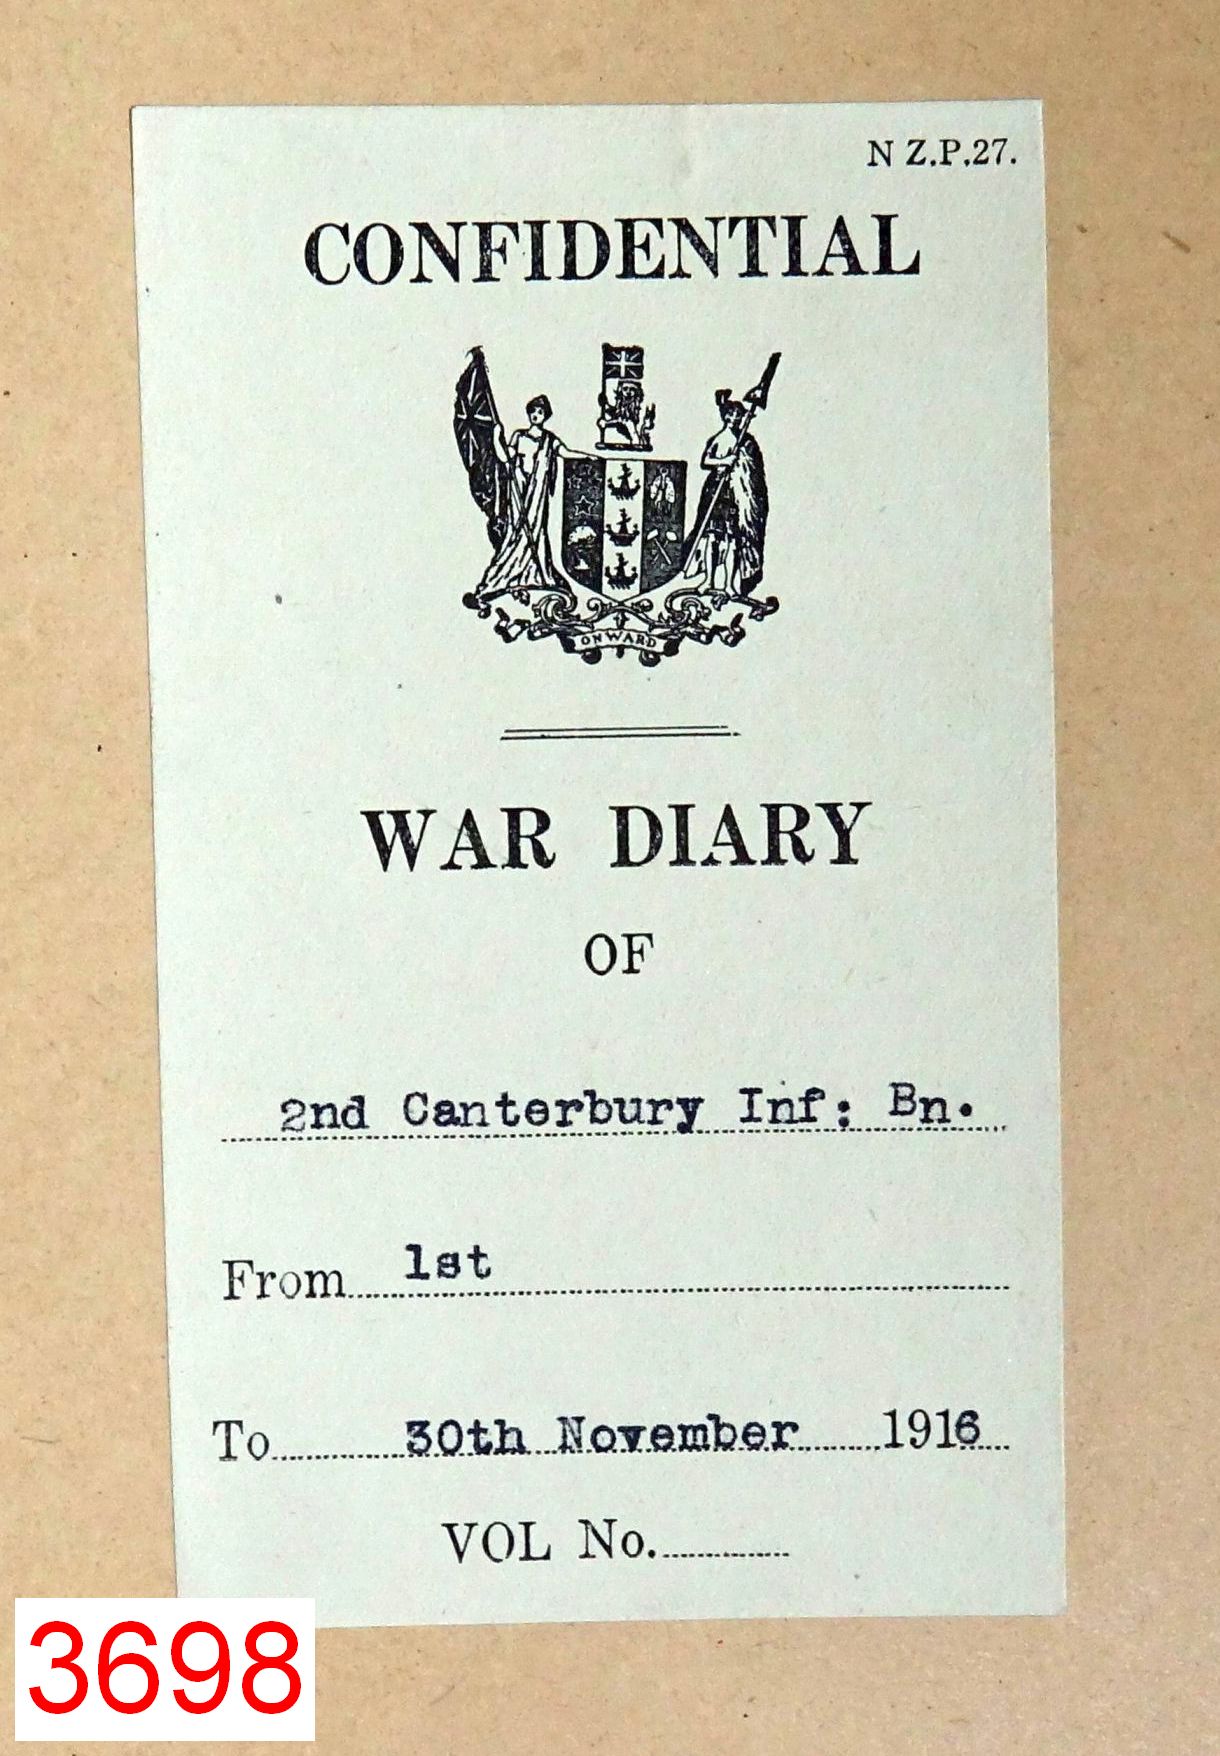 N Z.P.27.
CONFIDENTIAL
ONWARD
WAR DIARY
OF
2nd Canterbury Inf: Bn.
From 1st
To 30th November 1916
VOL No.
3698